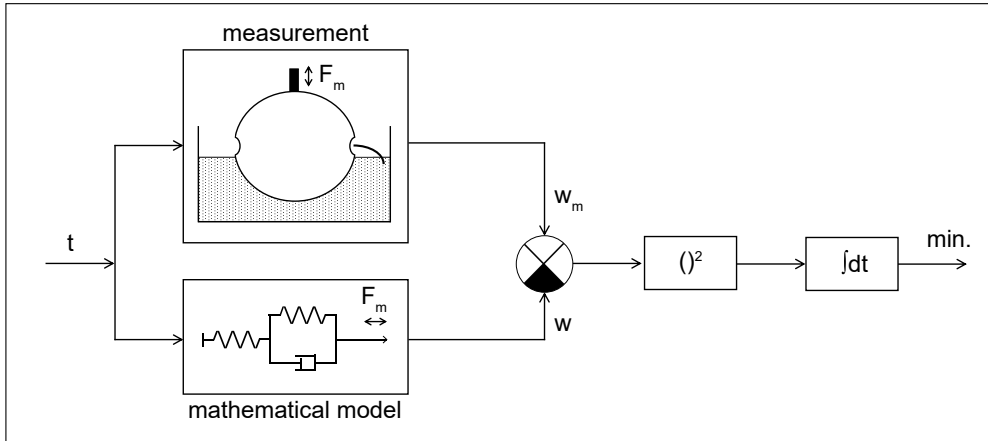 measurement
F_m
w_m
t
()²
∫dt
min.
F_m
w
mathematical model